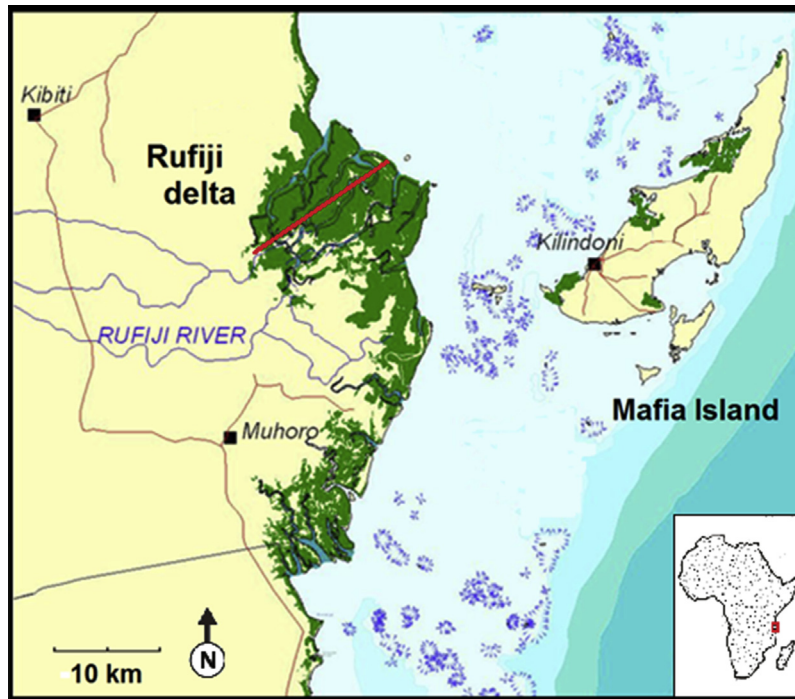 Kibiti
Rufiji
delta
Kilindoni
RUFIJI RIVER
Mafia Island
Muhoro
10 km
N